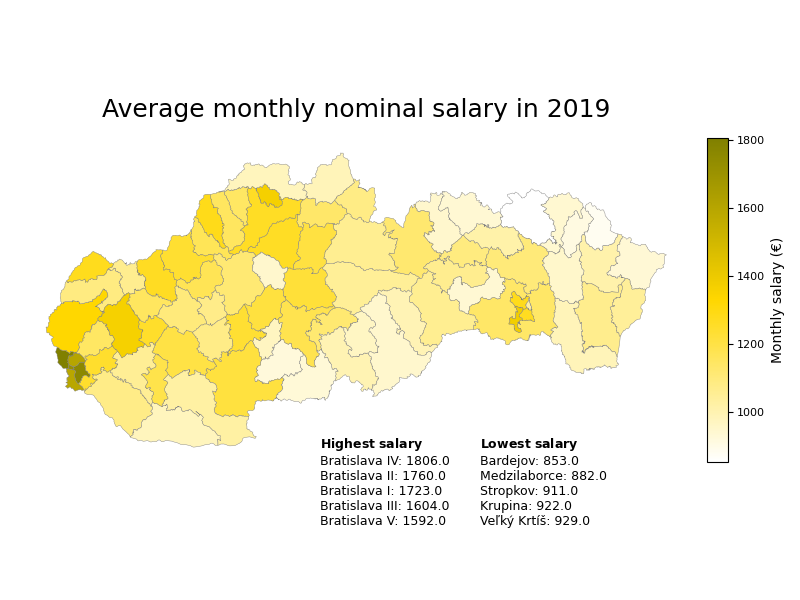 Average monthly nominal salary in 2019
1800
1600
1400
1200
1000
Monthly salary (€)
Highest salary
Bratislava IV: 1806.0
Bratislava II: 1760.0
Bratislava I: 1723.0
Bratislava III: 1604.0
Bratislava V: 1592.0
Lowest salary
Bardejov: 853.0
Medzilaborce: 882.0
Stropkov: 911.0
Krupina: 922.0
Veľký Krtíš: 929.0